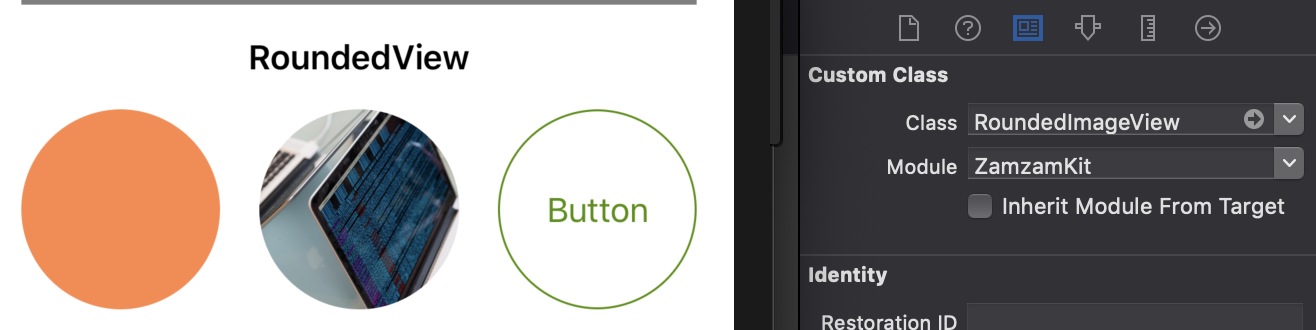 RoundedView
Button
Custom Class
Class RoundedImageView
Module ZamzamKit
Inherit Module From Target
Identity
Restoration ID